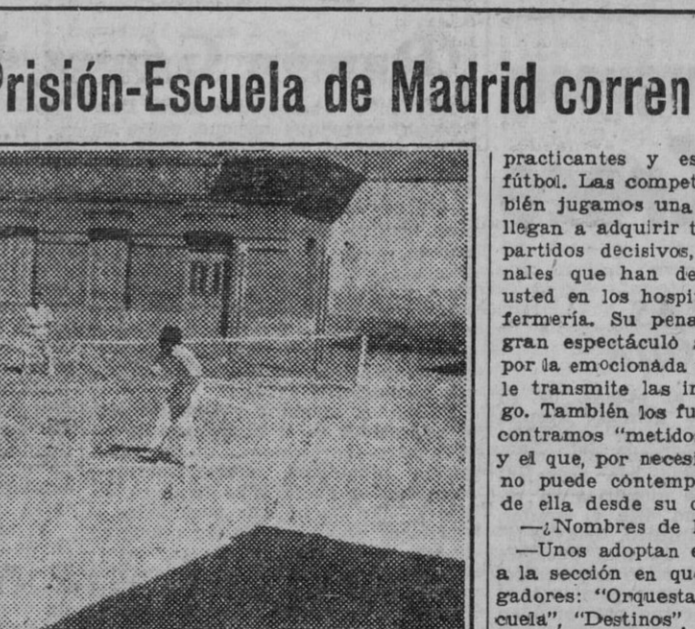 Prisión-Escuela de Madrid corren
practicantes y es
fútbol. Las compet
bién jugamos una
llegan a adquirir t
partidos decisivos,
nales que han de
usted en los hospi
fermería. Su pena
gran espectáculo
por la emocionada
le transmite las in
go. También los fu
contramos "metido
y el que, por neces
no puede contemp
de ella desde su
—¿Nombres de
—Unos adoptan e
a la sección en qu
gadores: "Orquesta
cuela", "Destinos",